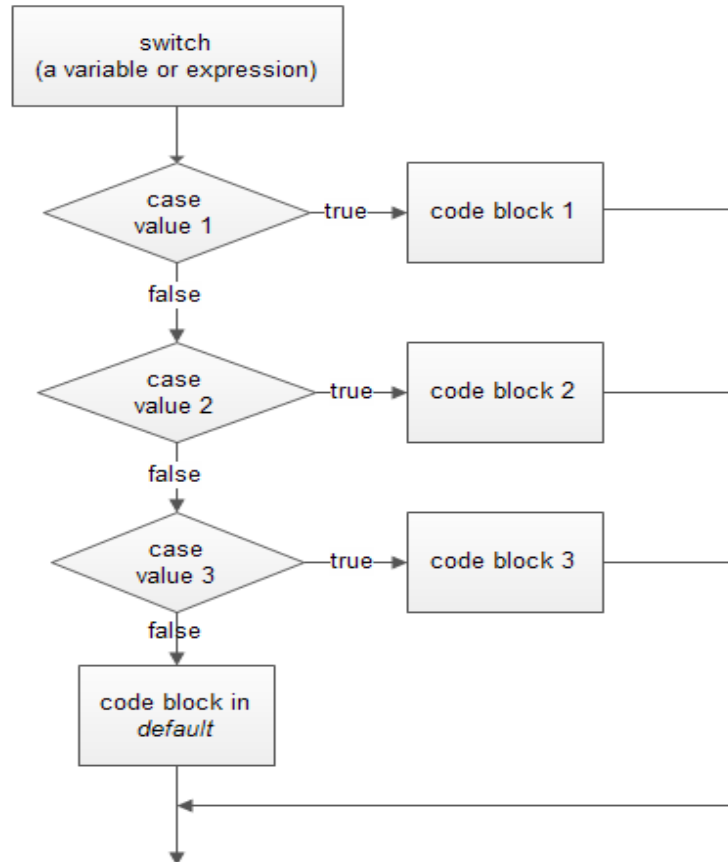 switch
(a variable or expression)
case
value 1
true
code block 1
false
case
value 2
true
code block 2
false
case
value 3
true
code block 3
false
code block in
default